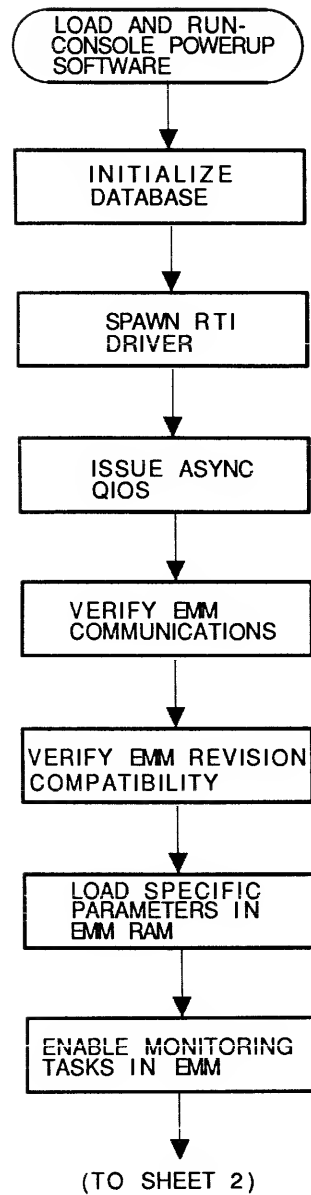 LOAD AND RUN-
CONSOLE POWERUP
SOFTWARE
INITIALIZE
DATABASE
SPAWN RTI
DRIVER
ISSUE ASYNC
QIOS
VERIFY EMM
COMMUNICATIONS
VERIFY EMM REVISION
COMPATIBILITY
LOAD SPECIFIC
PARAMETERS IN
EMM RAM
ENABLE MONITORING
TASKS IN EMM
(TO SHEET 2)